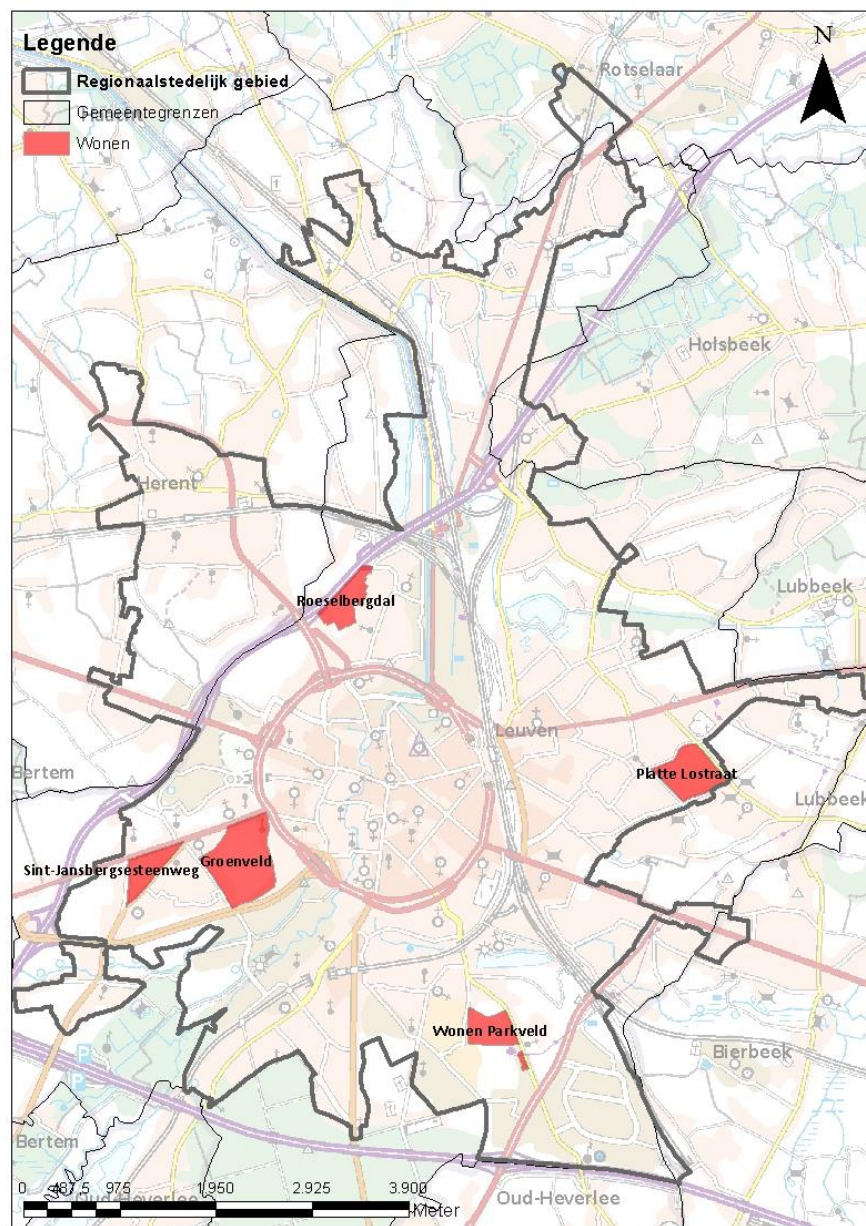 Legende
Regionaalstedelijk gebied
Gemeentegrenzen
Wonen
N
Rotselaar
Holsbeek
Herent
Roeselbergdal
Lubbeek
Leuven
Bertem
Platte Lostraat
Lubbeek
Sint-Jansbergsesteenweg
Groenveld
Wonen Parkveld
Bierbeek
P
P
Bertem
0 487,5 975 1.950 2.925 3.900
Meter
Oud-Heverlee
Oud-Heverlee